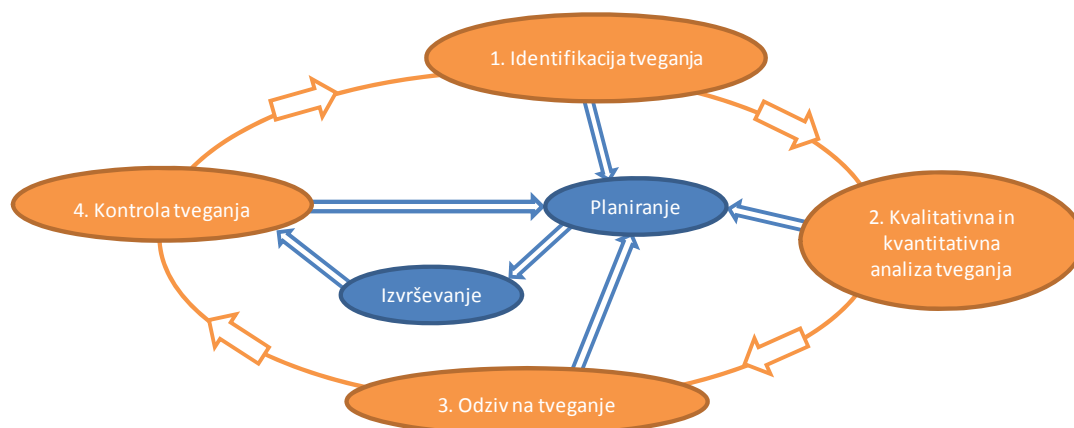 1. Identifikacija tveganja
4. Kontrola tveganja
Planiranje
2. Kvalitativna in
kvantitativna
analiza tveganja
Izvrševanje
3. Odziv na tveganje